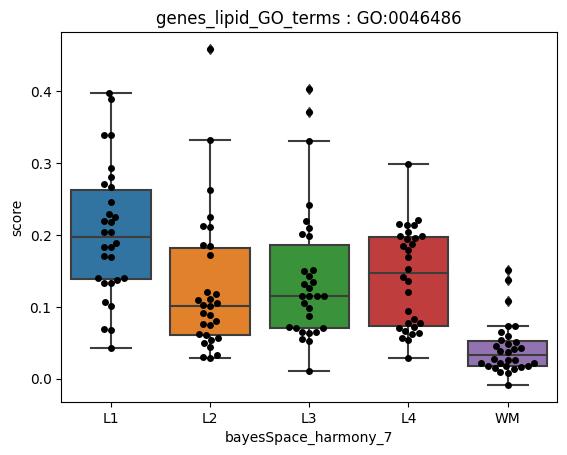 genes_lipid_GO_terms : GO:0046486
score
0.4
0.3
0.2
0.1
0.0
L1 L2 L3 L4 WM
bayesSpace_harmony_7